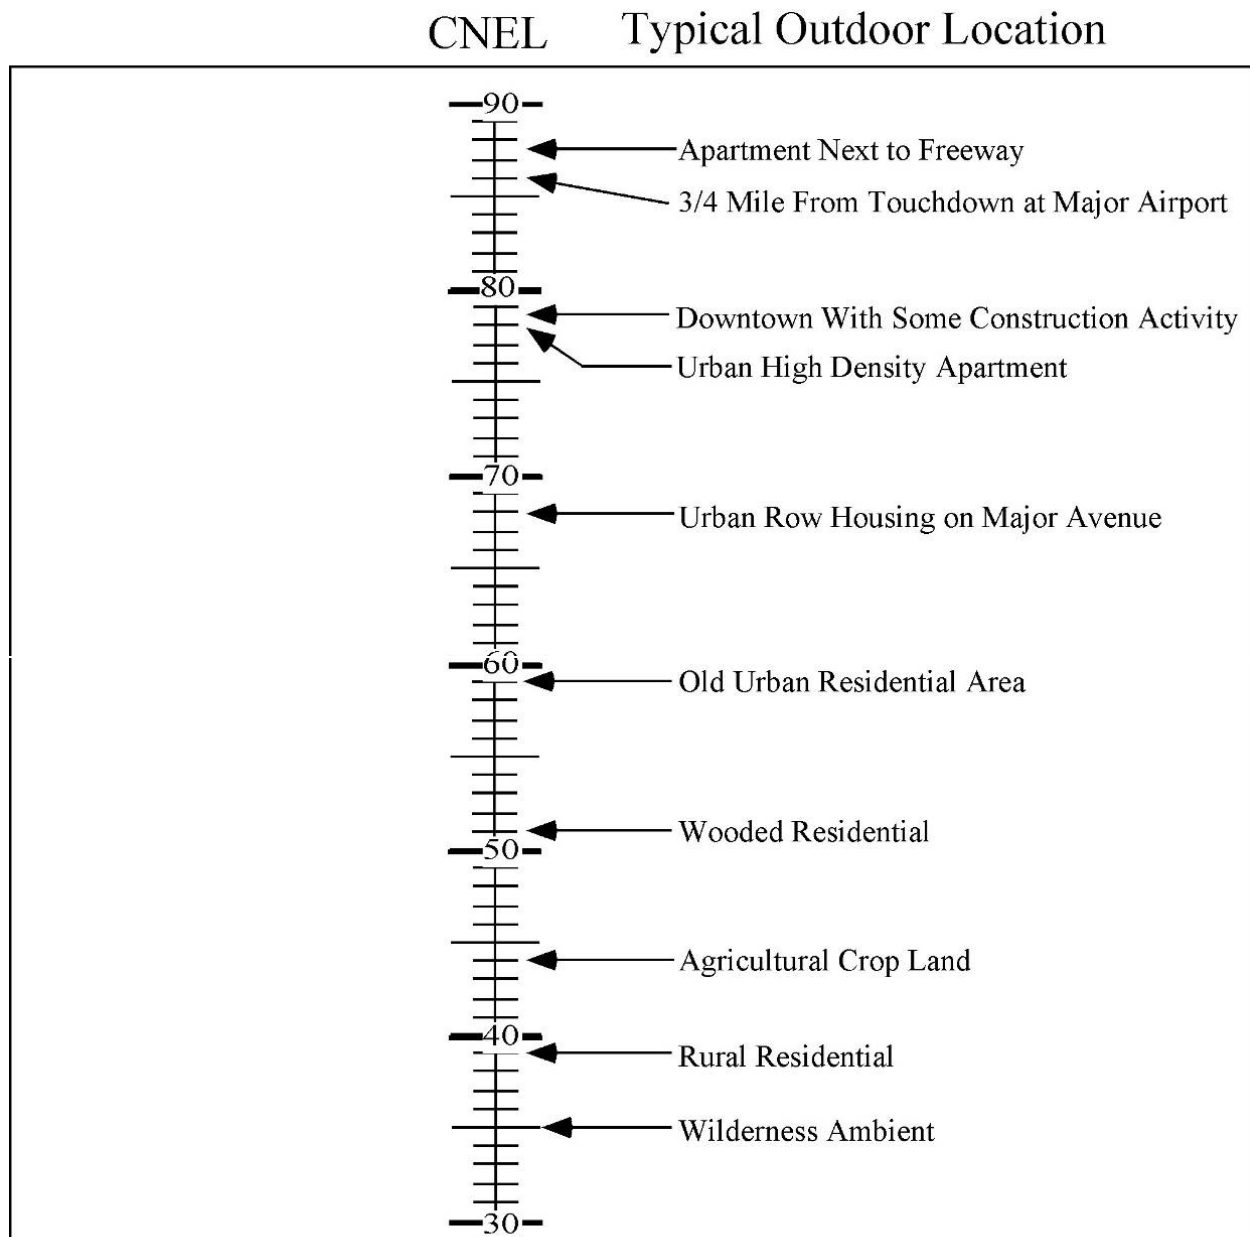 CNEL Typical Outdoor Location
90
Apartment Next to Freeway
3/4 Mile From Touchdown at Major Airport
80
Downtown With Some Construction Activity
Urban High Density Apartment
70
Urban Row Housing on Major Avenue
60
Old Urban Residential Area
Wooded Residential
50
Agricultural Crop Land
40
Rural Residential
Wilderness Ambient
30